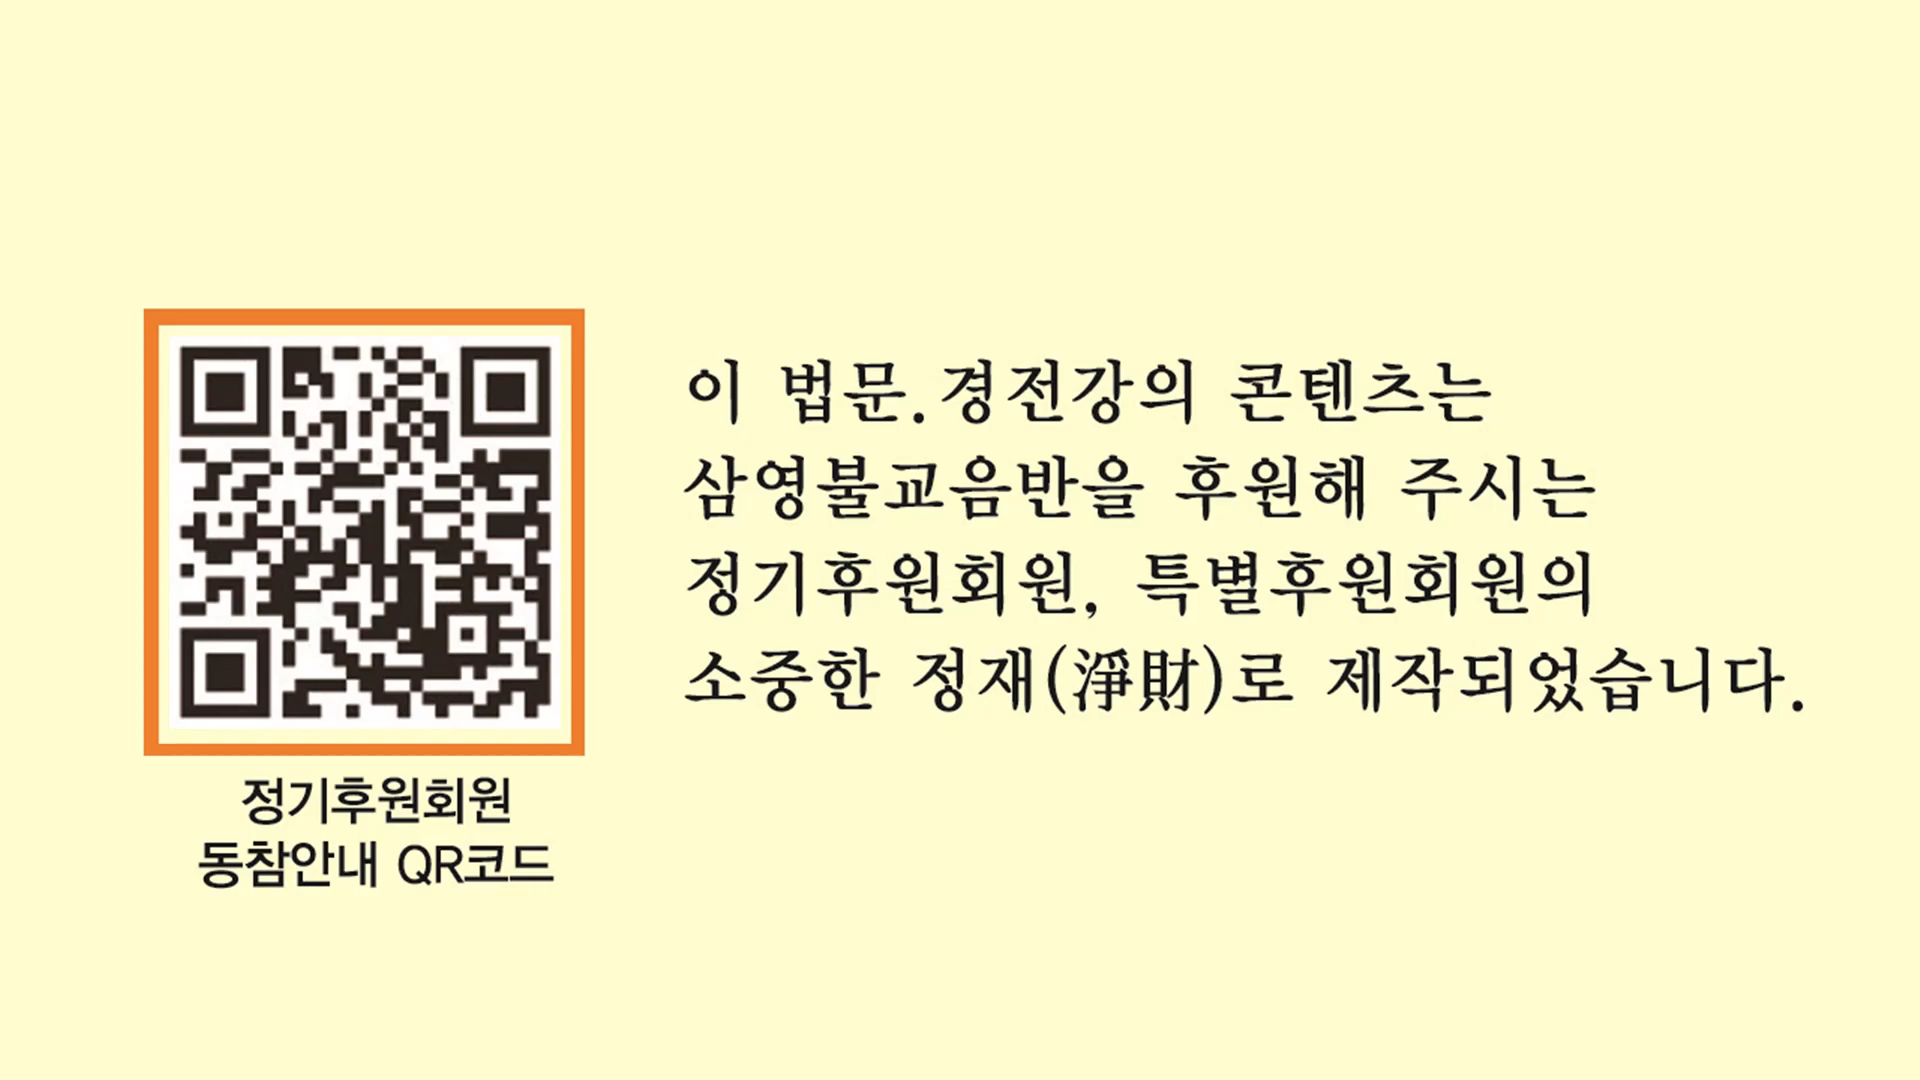 이 법문.경전강의 콘텐츠는
삼영불교음반을 후원해 주시는
정기후원회원, 특별후원회원의
소중한 정재(淨財)로 제작되었습니다.
정기후원회원
동참안내 QR코드